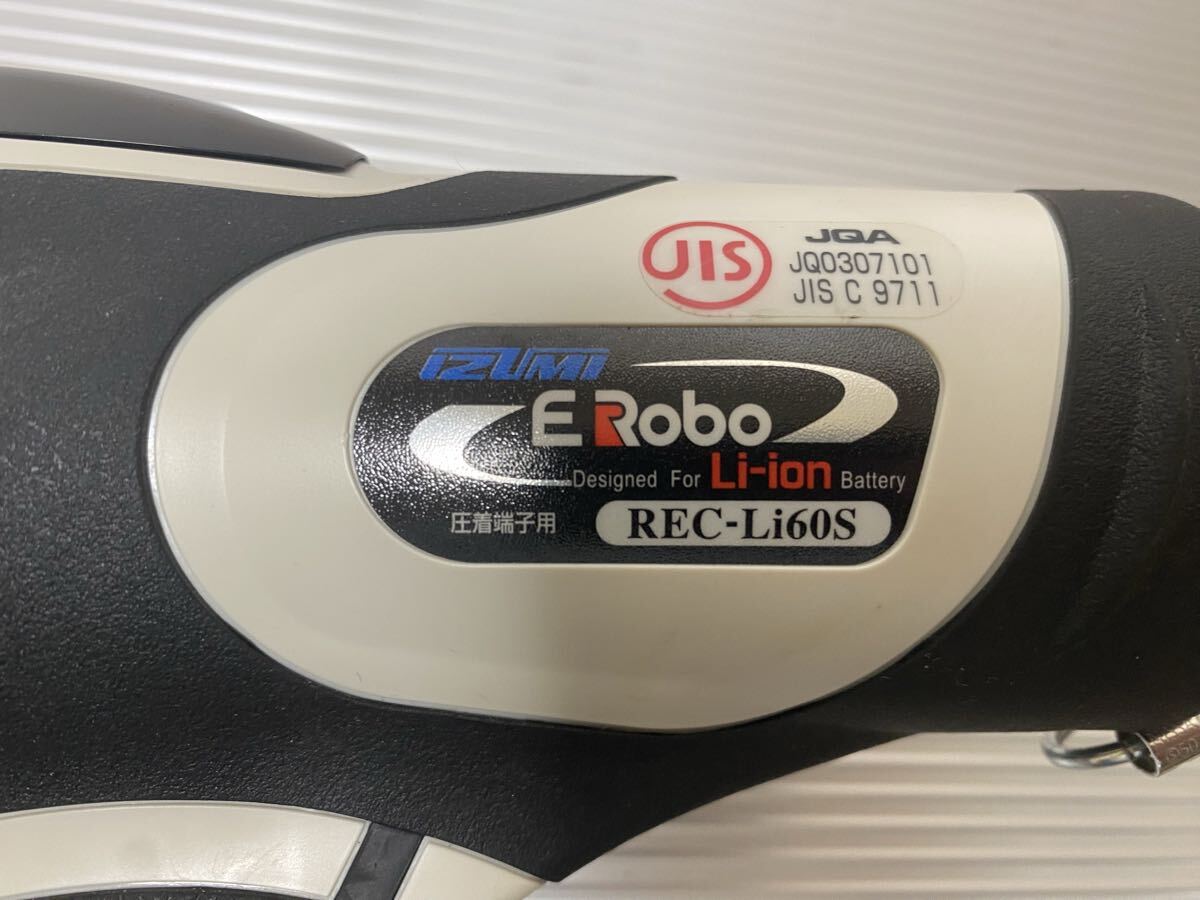 JIS
JQA
JQ0307101
JIS C 9711
IZUMI
E Robo
Designed For Li-ion Battery
圧着端子用
REC-Li60S